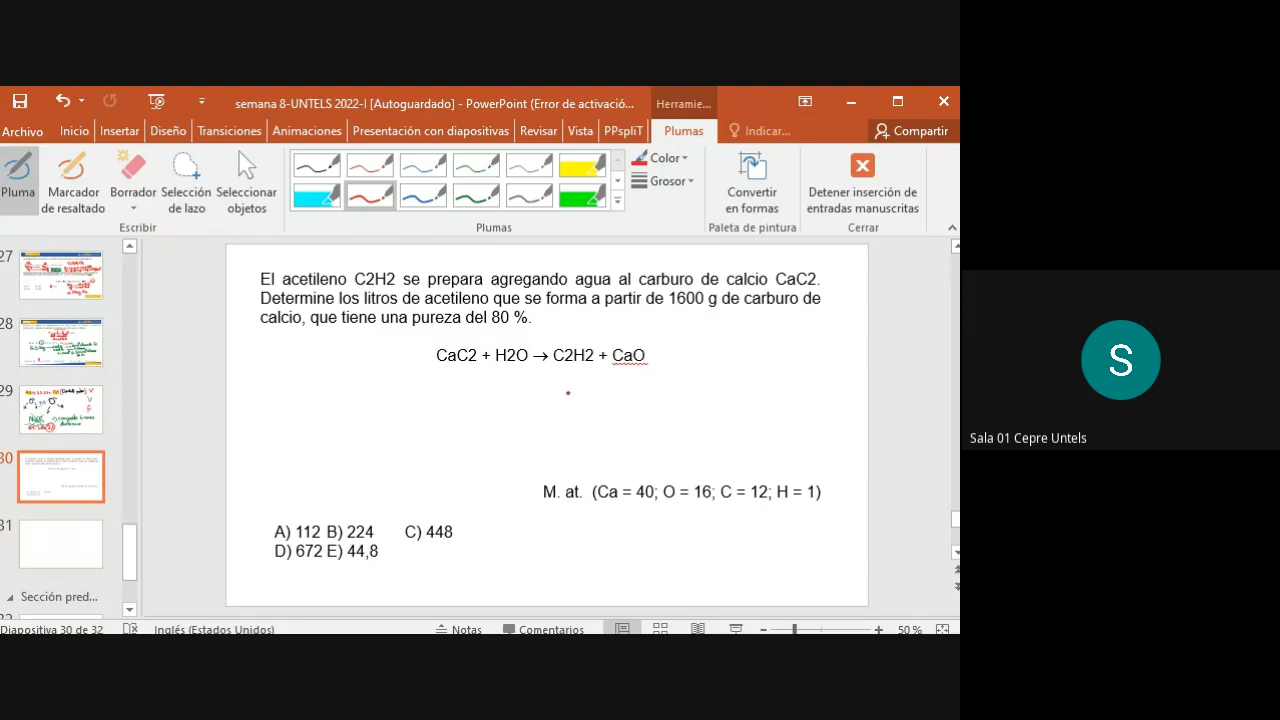 semana 8-UNTELS 2022-I [Autoguardado] - PowerPoint (Error de activació...
Herramie...
Archivo Inicio Insertar Diseño Transiciones Animaciones Presentación con diapositivas Revisar Vista PPspliT Plumas Indicar... Compartir
Pluma
Marcador de resaltado
Borrador
Selección de lazo
Seleccionar objetos
Color
Grosor
Convertir en formas
Detener inserción de entradas manuscritas
Escribir
Plumas
Paleta de pintura
Cerrar
27
28
29
30
31
Sección pred...
El acetileno C2H2 se prepara agregando agua al carburo de calcio CaC2.
Determine los litros de acetileno que se forma a partir de 1600 g de carburo de
calcio, que tiene una pureza del 80 %.
CaC2 + H2O → C2H2 + CaO
M. at. (Ca = 40; O = 16; C = 12; H = 1)
A) 112 B) 224 C) 448
D) 672 E) 44,8
S
Sala 01 Cepre Untels
Diapositiva 30 de 32 Inglés (Estados Unidos) Notas Comentarios 50 %